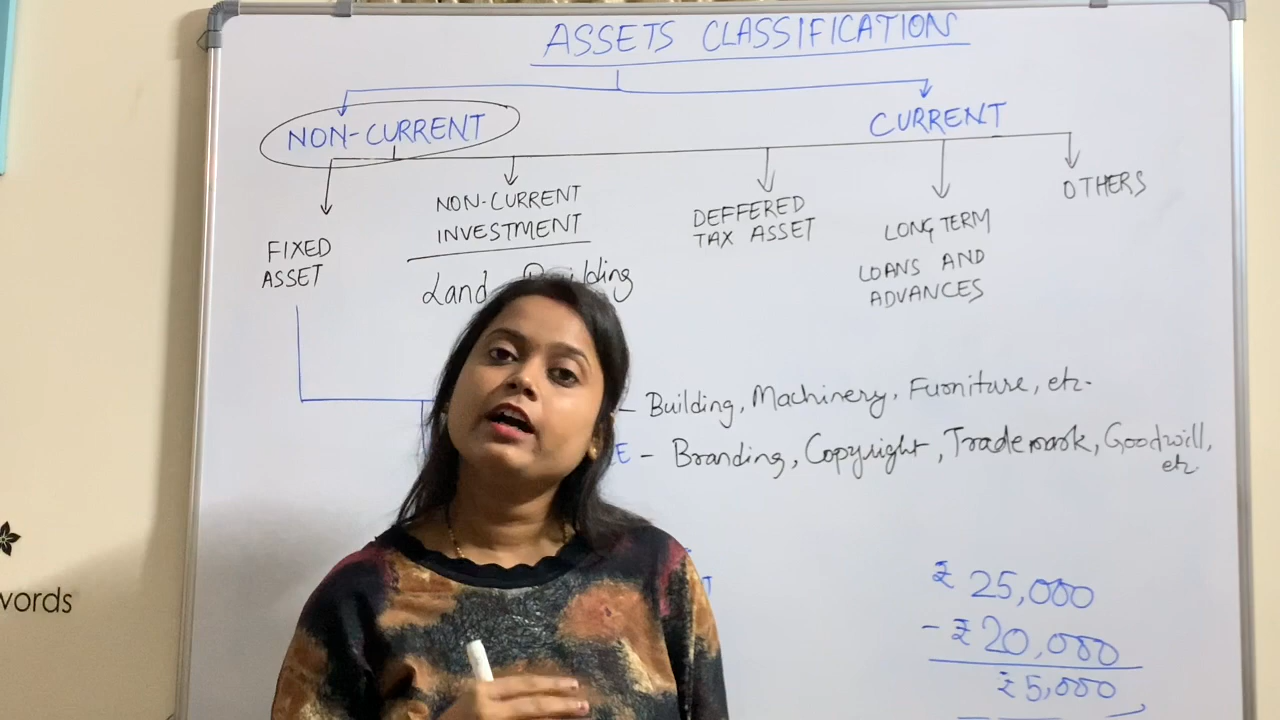 ASSETS CLASSIFICATION
NON-CURRENT
CURRENT
FIXED
ASSET
NON-CURRENT
INVESTMENT
Land, Building
DEFFERED
TAX ASSET
LONG TERM
LOANS AND
ADVANCES
OTHERS
– Building, Machinery, Furniture, etc.
E – Branding, Copyright, Trademark, Goodwill,
etc.
₹ 25,000
- ₹ 20,000
₹ 5,000
words